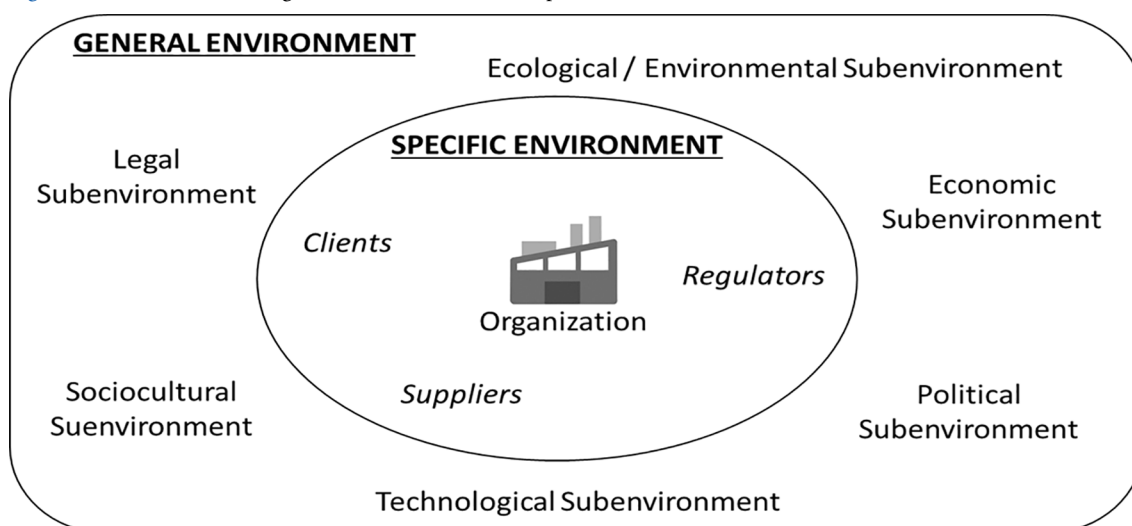 GENERAL ENVIRONMENT
Ecological / Environmental Subenvironment
SPECIFIC ENVIRONMENT
Legal
Subenvironment
Economic
Subenvironment
Clients
Regulators
Organization
Sociocultural
Suenvironment
Suppliers
Political
Subenvironment
Technological Subenvironment